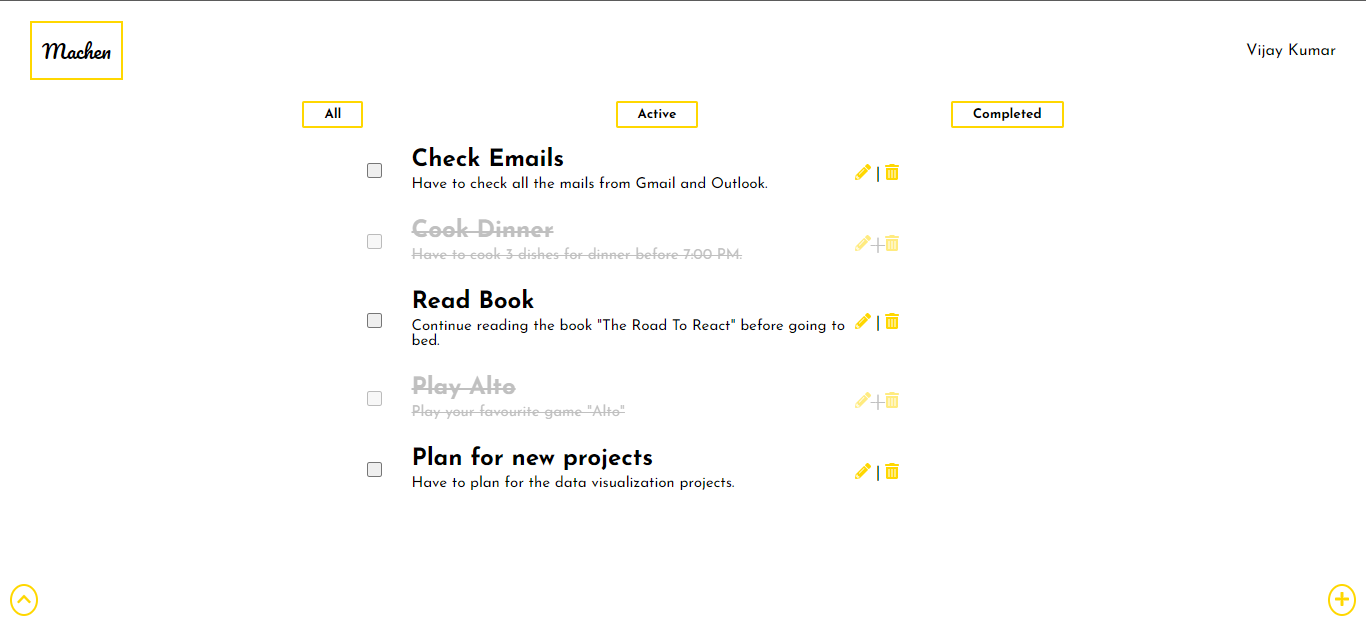 Machen
Vijay Kumar
All
Active
Completed
Check Emails
Have to check all the mails from Gmail and Outlook.
|
Cook Dinner
Have to cook 3 dishes for dinner before 7:00 PM.
|
Read Book
Continue reading the book "The Road To React" before going to
bed.
|
Play Alto
Play your favourite game "Alto"
|
Plan for new projects
Have to plan for the data visualization projects.
|